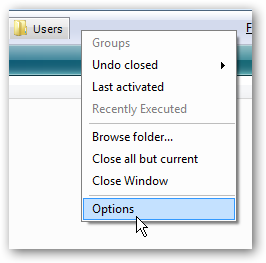 Users
F
Groups
Undo closed
Last activated
Recently Executed
Browse folder...
Close all but current
Close Window
Options